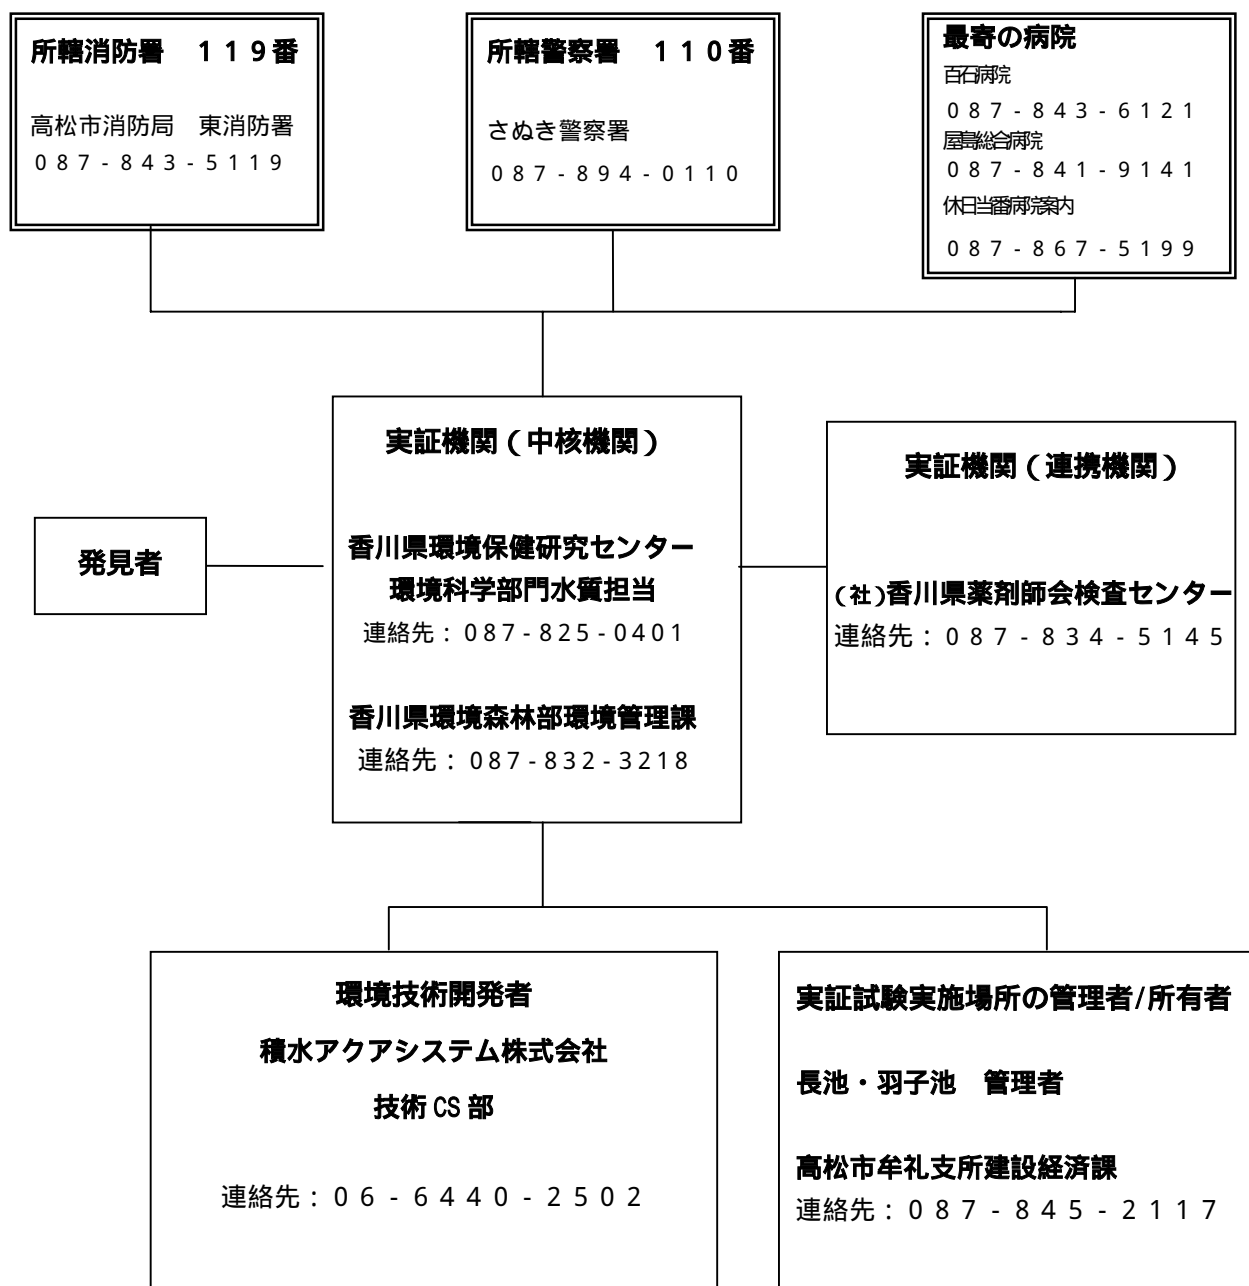 所轄消防署　１１９番
高松市消防局　東消防署
０８７-８４３-５１１９
所轄警察署　１１０番
さぬき警察署
０８７-８９４-０１１０
最寄の病院
百石病院
０８７-８４３-６１２１
屋島総合病院
０８７-８４１-９１４１
休日当番病院案内
０８７-８６７-５１９９
発見者
実証機関（中核機関）
香川県環境保健研究センター
環境科学部門水質担当
連絡先：０８７-８２５-０４０１
香川県環境森林部環境管理課
連絡先：０８７-８３２-３２１８
実証機関（連携機関）
(社)香川県薬剤師会検査センター
連絡先：０８７-８３４-５１４５
環境技術開発者
積水アクアシステム株式会社
技術 CS 部
連絡先：０６-６４４０-２５０２
実証試験実施場所の管理者/所有者
長池・羽子池　管理者
高松市牟礼支所建設経済課
連絡先：０８７-８４５-２１１７